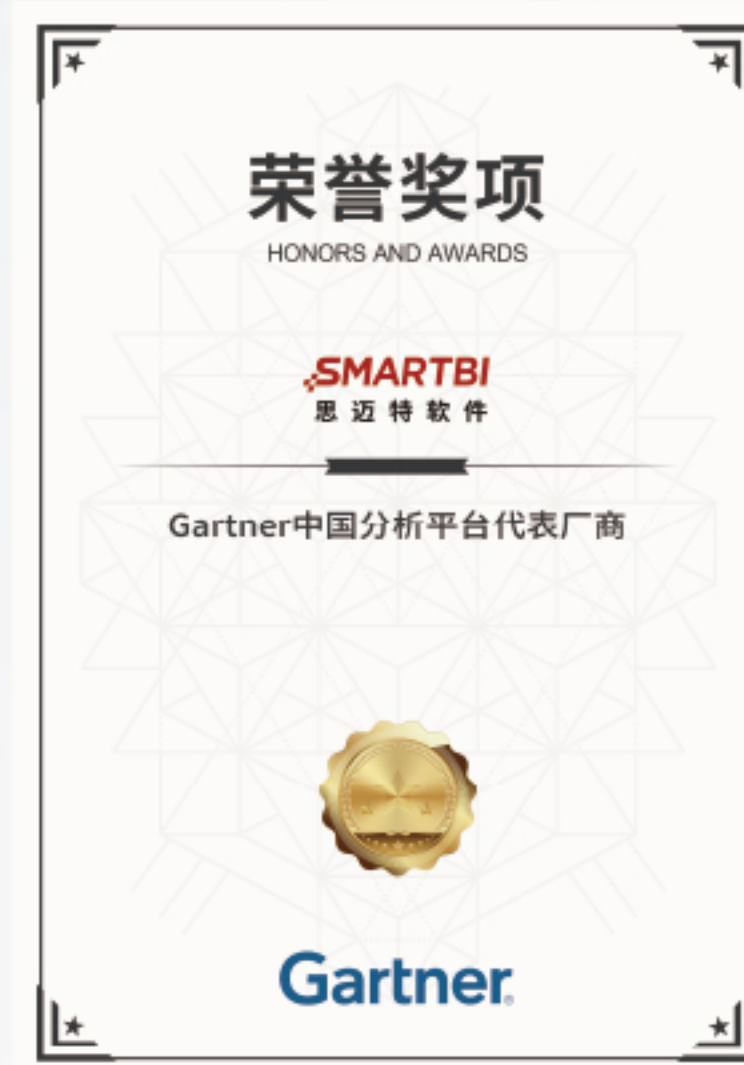 荣誉奖项
HONORS AND AWARDS
SMARTBI
思迈特软件
Gartner中国分析平台代表厂商
Gartner®